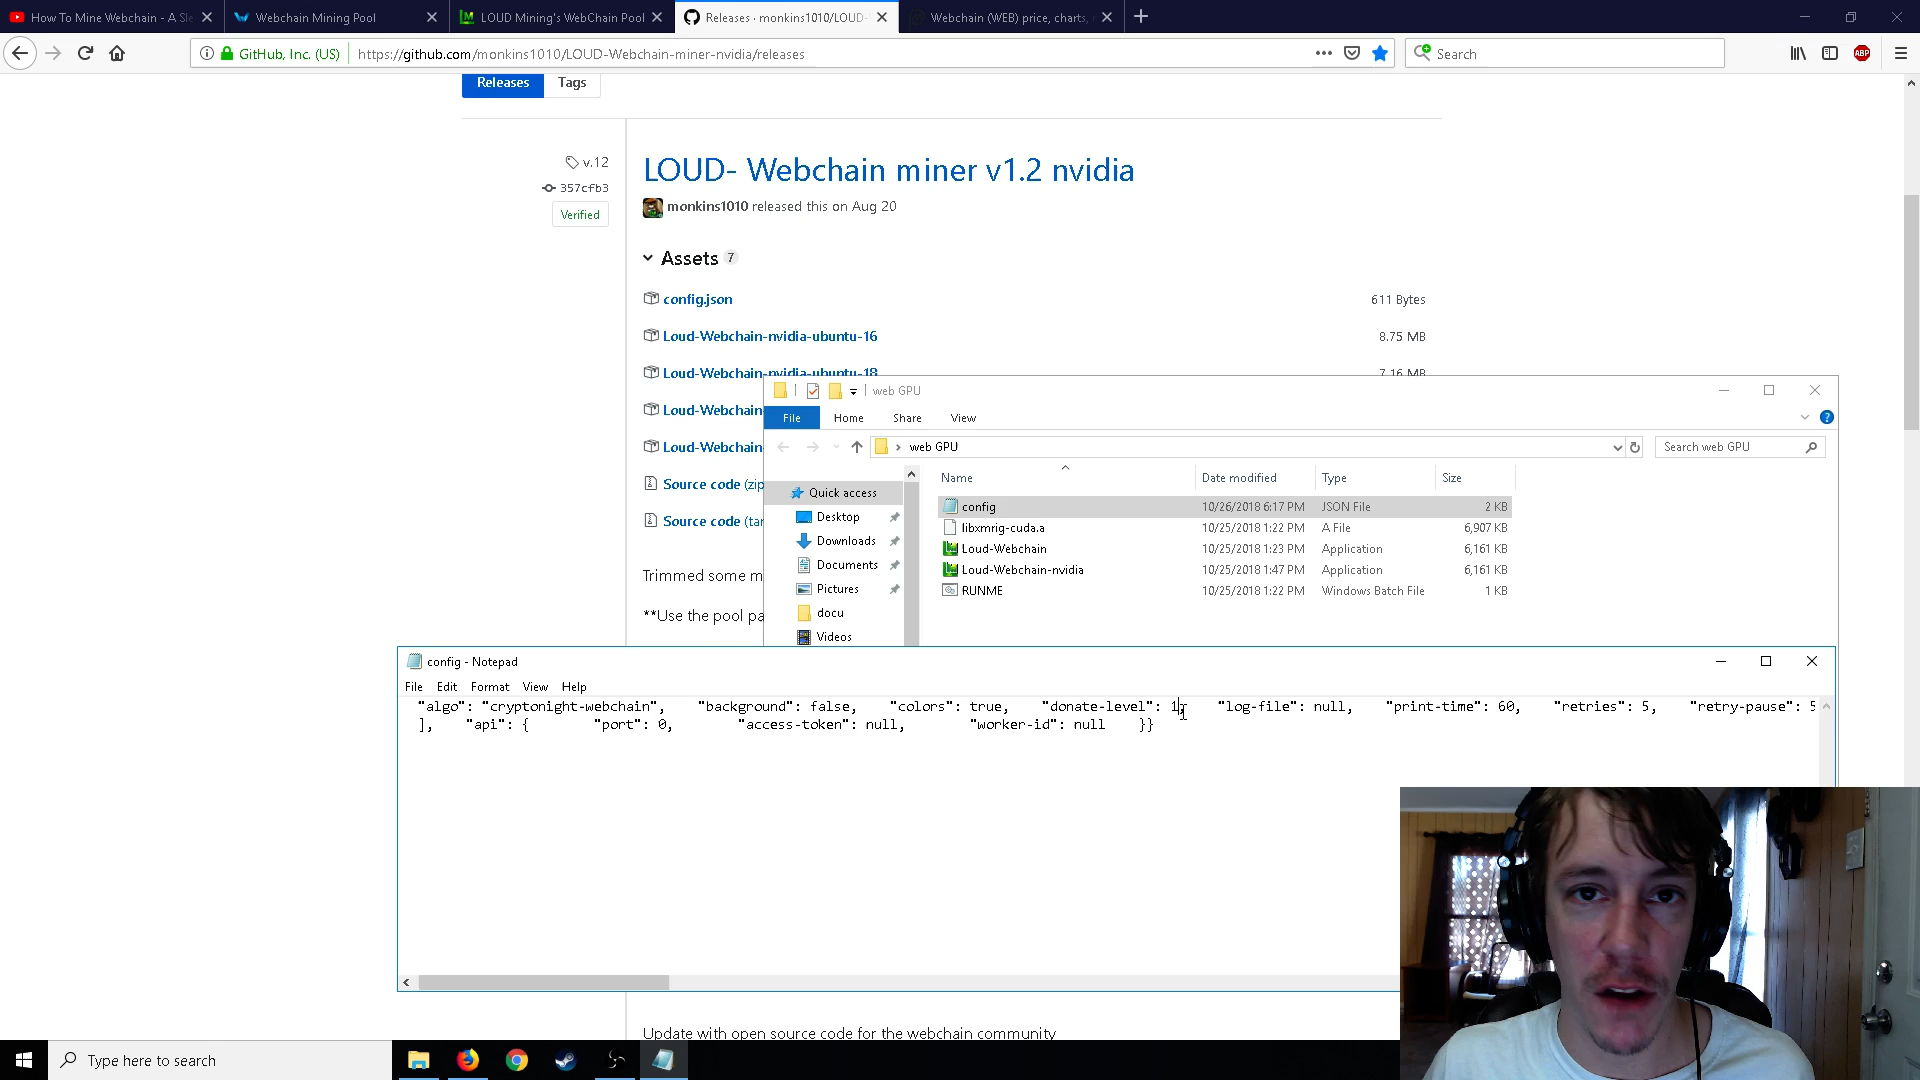 How To Mine Webchain - A Sle
Webchain Mining Pool
LOUD Mining's WebChain Pool
Releases · monkins1010/LOUD-
Webchain (WEB) price, charts,
GitHub, Inc. (US)
https://github.com/monkins1010/LOUD-Webchain-miner-nvidia/releases
Search
ABP
Releases
Tags
v.12
357cfb3
Verified
LOUD- Webchain miner v1.2 nvidia
monkins1010 released this on Aug 20
Assets 7
config.json
611 Bytes
Loud-Webchain-nvidia-ubuntu-16
8.75 MB
Loud-Webchain-nvidia-ubuntu-18
7.16 MB
Loud-Webchain
Loud-Webchain
Source code (zip
Source code (tar
Trimmed some m
**Use the pool pa
Update with open source code for the webchain community
web GPU
File
Home
Share
View
web GPU
Search web GPU
Name
Date modified
Type
Size
Quick access
Desktop
Downloads
Documents
Pictures
docu
Videos
config 10/26/2018 6:17 PM JSON File 2 KB
libxmrig-cuda.a 10/25/2018 1:22 PM A File 6,907 KB
Loud-Webchain 10/25/2018 1:23 PM Application 6,161 KB
Loud-Webchain-nvidia 10/25/2018 1:47 PM Application 6,161 KB
RUNME 10/25/2018 1:22 PM Windows Batch File 1 KB
config - Notepad
File Edit Format View Help
"algo": "cryptonight-webchain", "background": false, "colors": true, "donate-level": 1, "log-file": null, "print-time": 60, "retries": 5, "retry-pause": 5
], "api": { "port": 0, "access-token": null, "worker-id": null }}
Type here to search